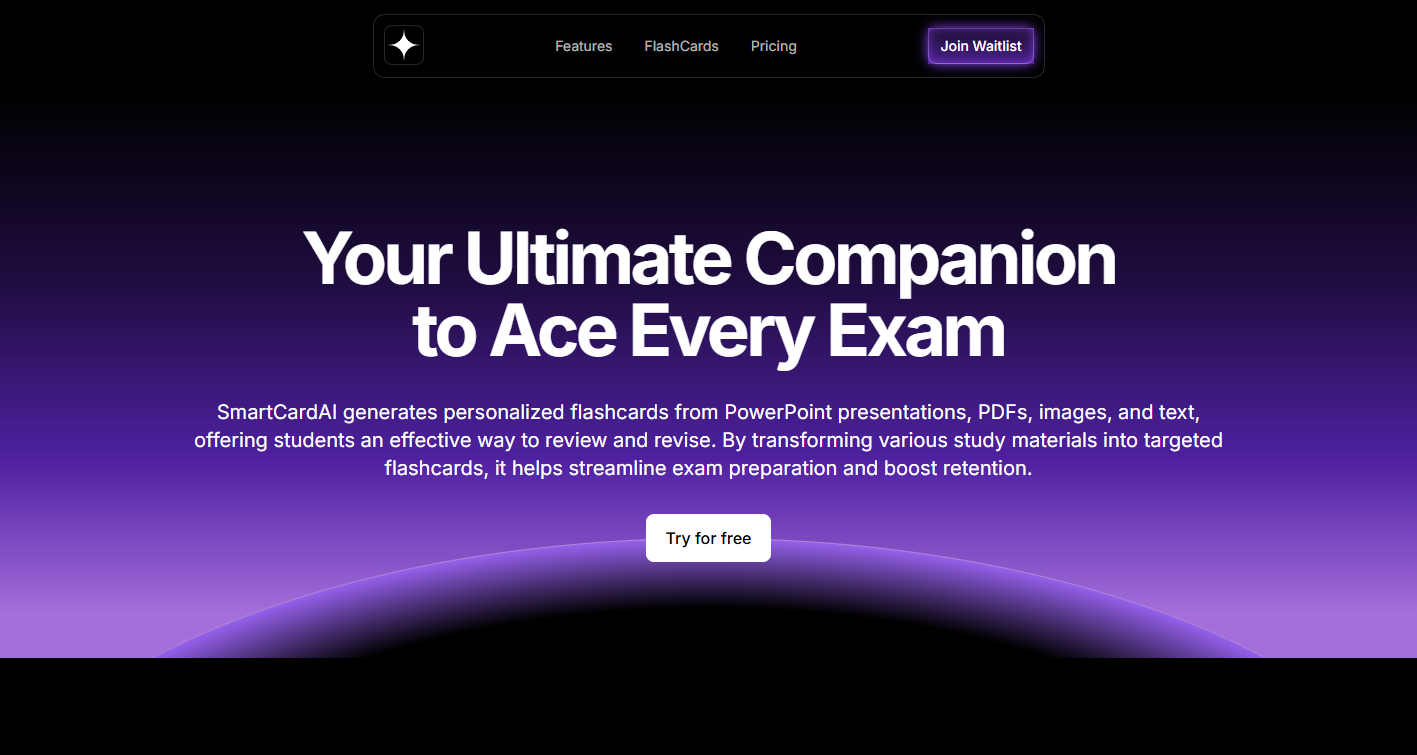 Features
FlashCards
Pricing
Join Waitlist
Your Ultimate Companion
to Ace Every Exam
SmartCardAI generates personalized flashcards from PowerPoint presentations, PDFs, images, and text,
offering students an effective way to review and revise. By transforming various study materials into targeted
flashcards, it helps streamline exam preparation and boost retention.
Try for free